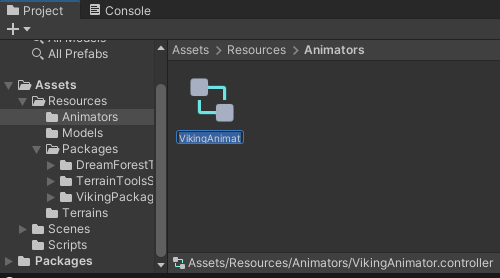 Project
Console
All Models
All Prefabs
Assets
Resources
Animators
Models
Packages
DreamForestT
TerrainToolsS
VikingPackag
Terrains
Scenes
Scripts
Packages
Assets > Resources > Animators
VikingAnimat
Assets/Resources/Animators/VikingAnimator.controller